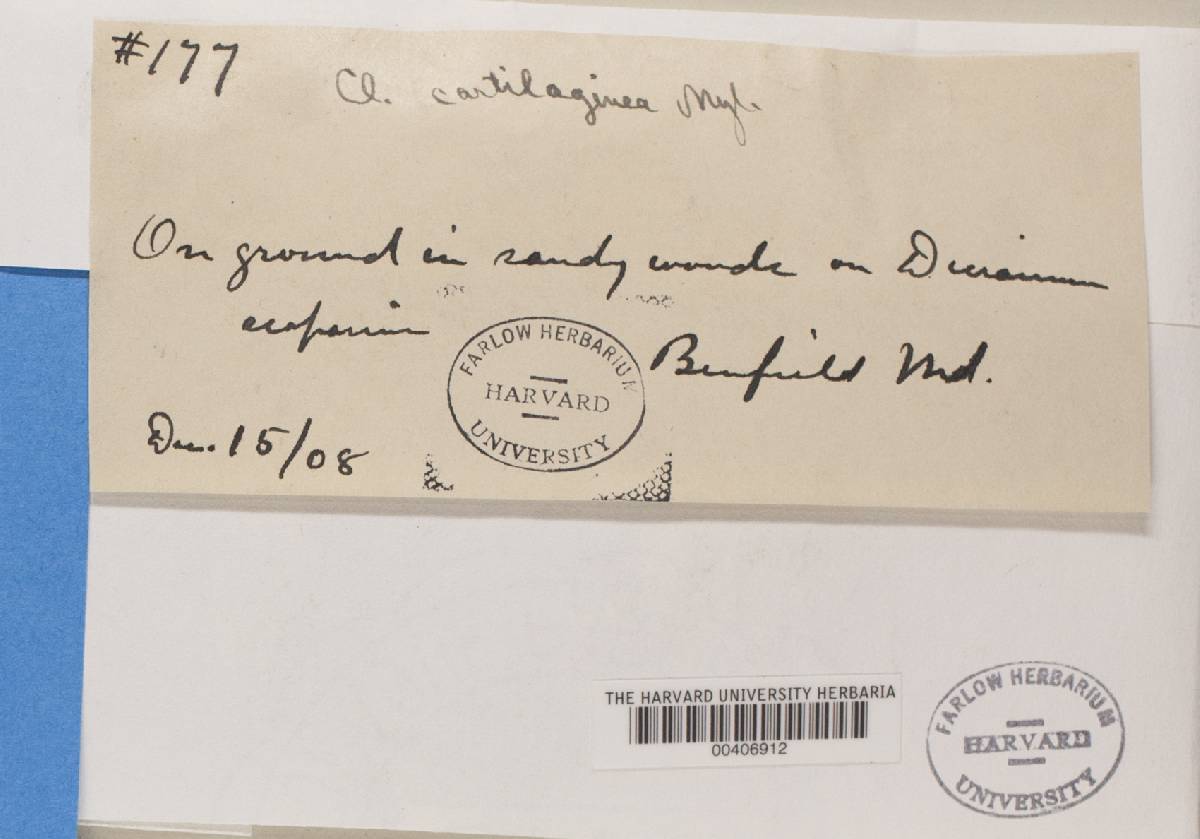 #177
Cl. cartilaginea Nyl.
On ground in sandy woods on Dicranum
scoparium
Benfield Md.
Dec. 15/08
FARLOW HERBARIUM
HARVARD
UNIVERSITY
THE HARVARD UNIVERSITY HERBARIA
00406912
FARLOW HERBARIUM
HARVARD
UNIVERSITY